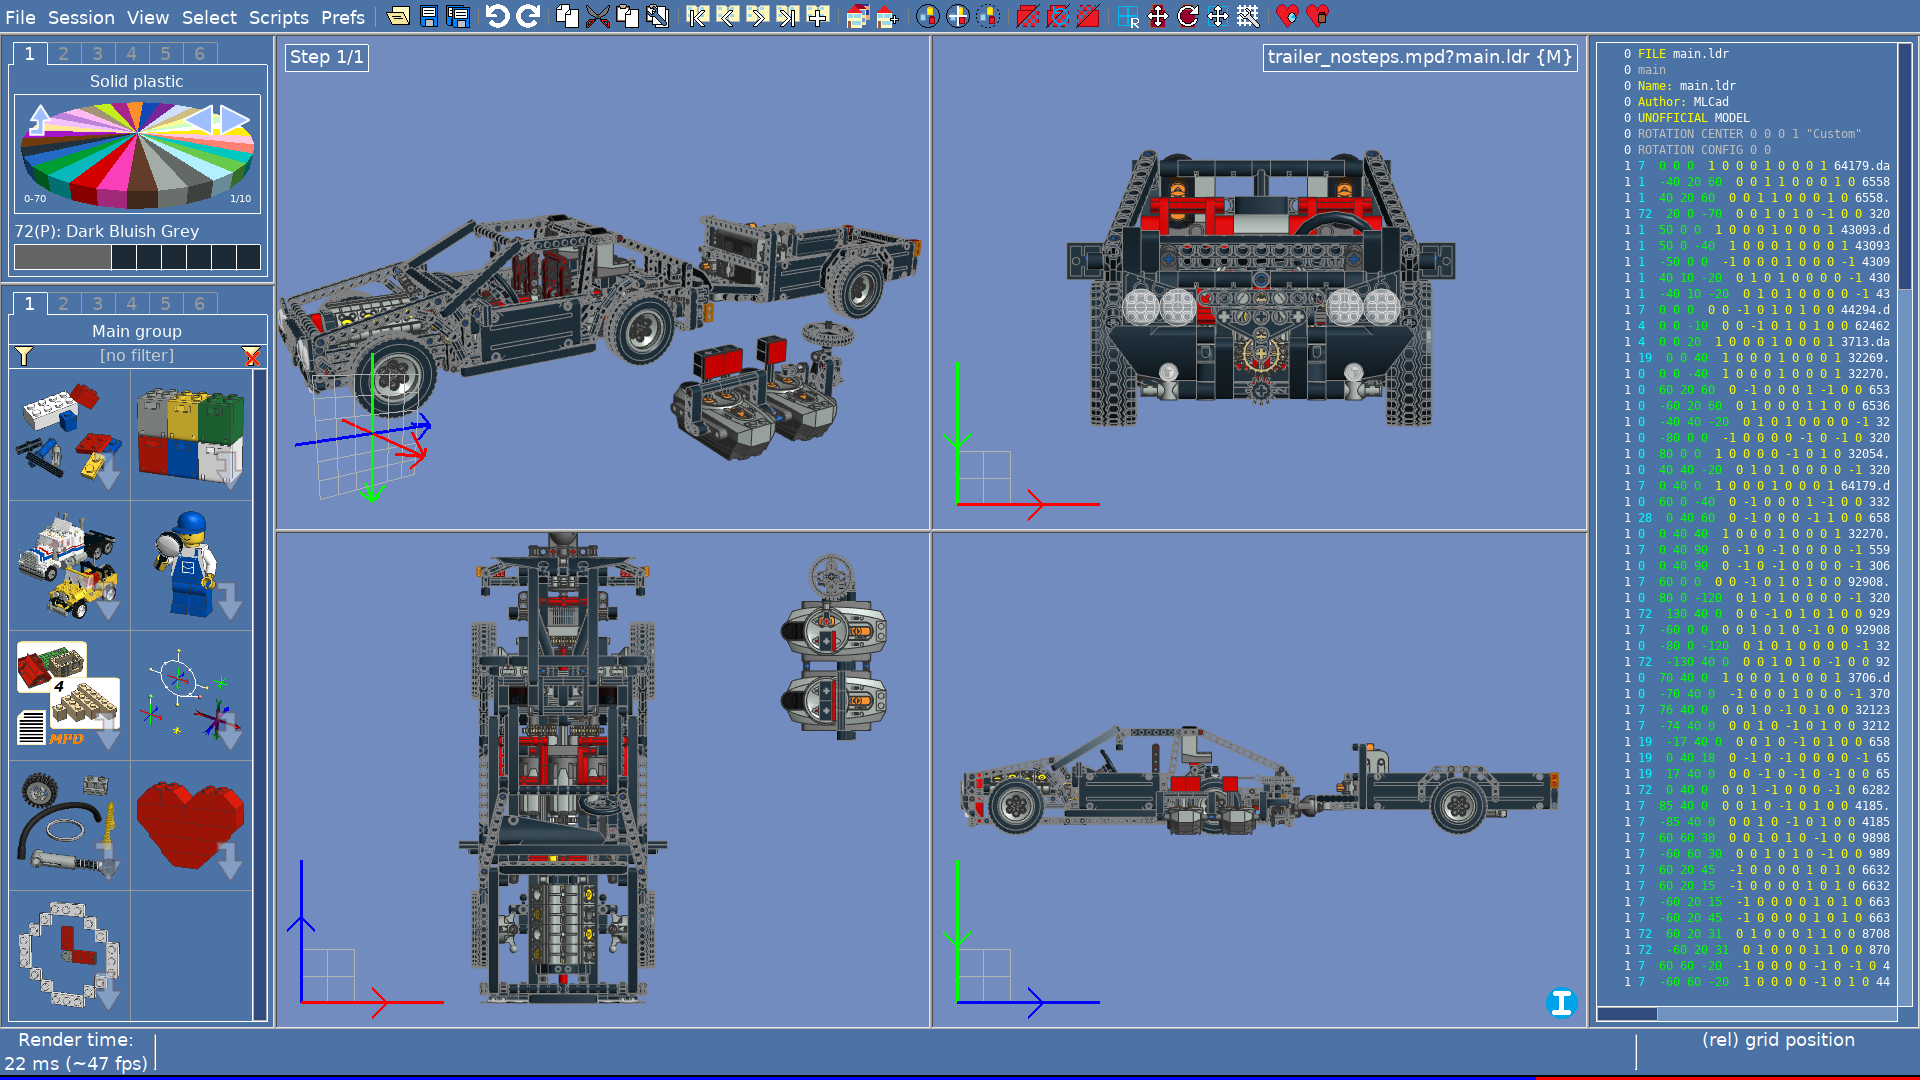 File Session View Select Scripts Prefs
1 2 3 4 5 6
Solid plastic
0-70 1/10
72(P): Dark Bluish Grey
1 2 3 4 5 6
Main group
[no filter]
4
MPD
Step 1/1
trailer_nosteps.mpd?main.ldr {M}
R
0 FILE main.ldr
0 main
0 Name: main.ldr
0 Author: MLCad
0 UNOFFICIAL MODEL
0 ROTATION CENTER 0 0 0 1 "Custom"
0 ROTATION CONFIG 0 0
1 7 0 0 0 1 0 0 0 1 0 0 0 1 64179.da
1 1 -40 20 60 0 0 1 1 0 0 0 1 0 6558
1 1 40 20 60 0 0 1 1 0 0 0 1 0 6558.
1 72 20 0 -70 0 0 1 0 1 0 -1 0 0 320
1 1 50 0 0 1 0 0 0 1 0 0 0 1 43093.d
1 1 50 0 -40 1 0 0 0 1 0 0 0 1 43093
1 1 -50 0 0 -1 0 0 0 1 0 0 0 -1 4309
1 1 40 10 -20 0 1 0 1 0 0 0 0 -1 430
1 1 -40 10 -20 0 1 0 1 0 0 0 0 -1 43
1 7 0 0 0 0 0 -1 0 1 0 1 0 0 44294.d
1 4 0 0 -10 0 0 -1 0 1 0 1 0 0 62462
1 4 0 0 20 1 0 0 0 1 0 0 0 1 3713.da
1 19 0 0 40 1 0 0 0 1 0 0 0 1 32269.
1 0 0 0 -40 1 0 0 0 1 0 0 0 1 32270.
1 0 60 20 60 0 -1 0 0 0 1 -1 0 0 653
1 0 -60 20 60 0 1 0 0 0 1 1 0 0 6536
1 0 -40 40 -20 0 1 0 1 0 0 0 0 -1 32
1 0 -80 0 0 -1 0 0 0 0 -1 0 -1 0 320
1 0 80 0 0 1 0 0 0 0 -1 0 1 0 32054.
1 0 40 40 -20 0 1 0 1 0 0 0 0 -1 320
1 7 0 40 0 1 0 0 0 1 0 0 0 1 64179.d
1 0 60 0 -40 0 -1 0 0 0 1 -1 0 0 332
1 28 0 40 60 0 -1 0 0 0 -1 1 0 0 658
1 0 0 40 40 1 0 0 0 1 0 0 0 1 32270.
1 7 0 40 90 0 -1 0 -1 0 0 0 0 -1 559
1 0 0 40 90 0 -1 0 -1 0 0 0 0 -1 306
1 7 60 0 0 0 0 -1 0 1 0 1 0 0 92908.
1 0 80 0 -120 0 1 0 1 0 0 0 0 -1 320
1 72 130 40 0 0 0 -1 0 1 0 1 0 0 929
1 7 -60 0 0 0 0 1 0 1 0 -1 0 0 92908
1 0 -80 0 -120 0 1 0 1 0 0 0 0 -1 32
1 72 -130 40 0 0 0 1 0 1 0 -1 0 0 92
1 0 70 40 0 1 0 0 0 1 0 0 0 1 3706.d
1 0 -70 40 0 -1 0 0 0 1 0 0 0 -1 370
1 7 76 40 0 0 0 1 0 -1 0 1 0 0 32123
1 7 -74 40 0 0 0 1 0 -1 0 1 0 0 3212
1 19 -17 40 0 0 0 1 0 1 0 -1 0 0 658
1 19 0 40 18 1 0 0 0 -1 0 0 0 -1 65
1 19 17 40 0 0 0 -1 0 -1 0 -1 0 0 65
1 72 0 40 0 0 1 0 1 0 0 0 0 -1 6282
1 7 85 40 0 0 0 -1 0 1 0 1 0 0 4185.
1 7 -85 40 0 0 0 1 0 1 0 -1 0 0 4185
1 7 60 60 30 0 0 -1 0 1 0 1 0 0 9898
1 7 -60 60 30 0 0 1 0 1 0 -1 0 0 989
1 7 60 20 45 -1 0 0 0 0 1 0 1 0 6632
1 7 60 20 15 -1 0 0 0 0 1 0 1 0 6632
1 7 -60 20 15 -1 0 0 0 0 1 0 1 0 663
1 7 -60 20 45 -1 0 0 0 0 1 0 1 0 663
1 72 60 20 31 0 1 0 0 0 1 1 0 0 8708
1 72 -60 20 31 0 1 0 0 0 1 1 0 0 870
1 7 60 60 -20 -1 0 0 0 0 -1 0 -1 0 4
1 7 -60 60 -20 1 0 0 0 0 -1 0 1 0 44
Render time:
22 ms (~47 fps)
(rel) grid position